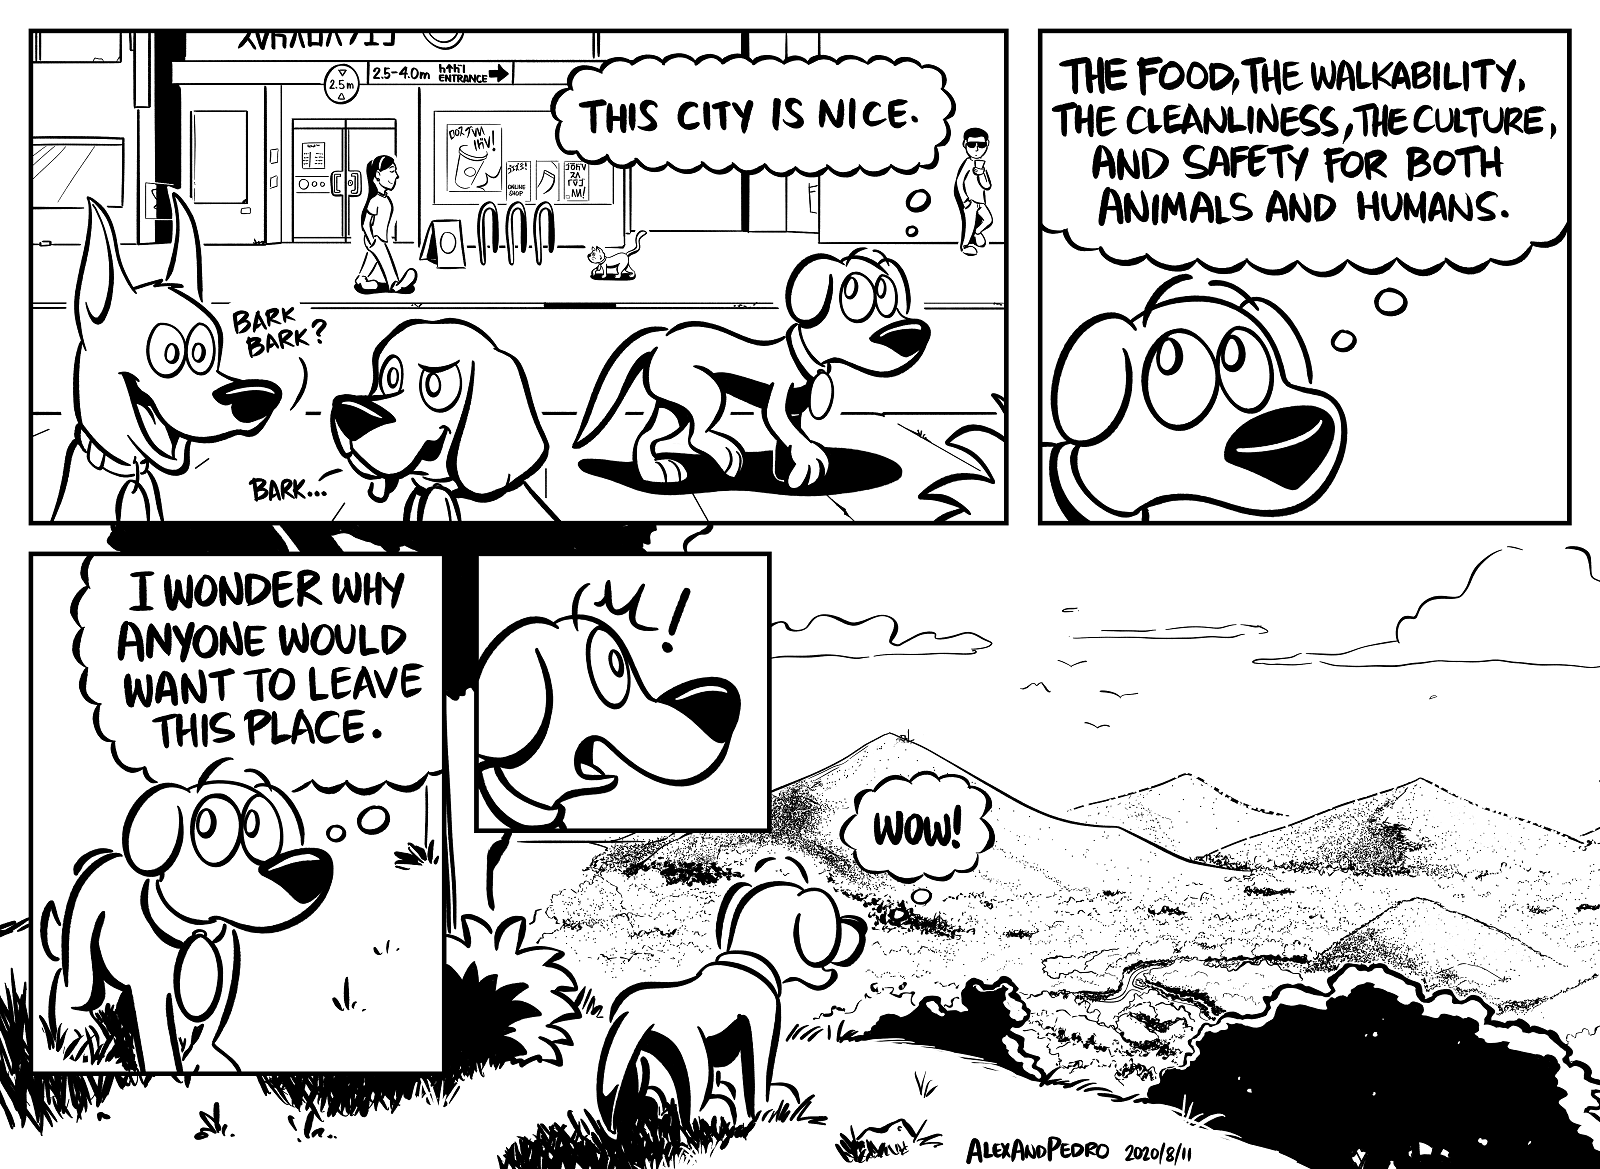 2.5m
2.5-4.0m
ENTRANCE
ONLINE
SHOP
THIS CITY IS NICE.
BARK
BARK?
BARK...
THE FOOD, THE WALKABILITY,
THE CLEANLINESS, THE CULTURE,
AND SAFETY FOR BOTH
ANIMALS AND HUMANS.
I WONDER WHY
ANYONE WOULD
WANT TO LEAVE
THIS PLACE.
!
WOW!
ALEXANDPEDRO 2020/8/11